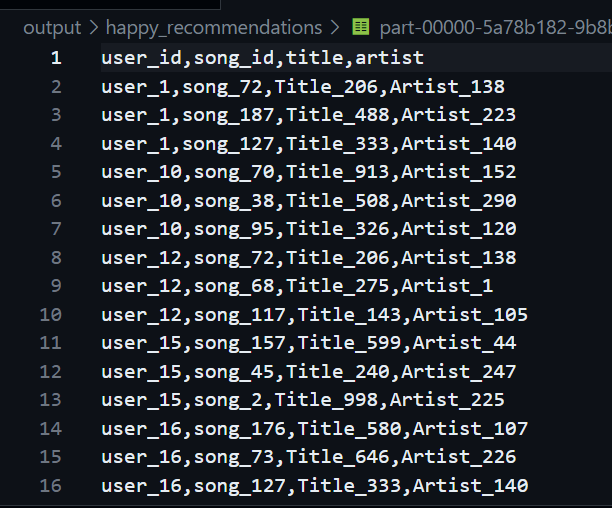 output > happy_recommendations > part-00000-5a78b182-9b8b
1 user_id,song_id,title,artist
2 user_1,song_72,Title_206,Artist_138
3 user_1,song_187,Title_488,Artist_223
4 user_1,song_127,Title_333,Artist_140
5 user_10,song_70,Title_913,Artist_152
6 user_10,song_38,Title_508,Artist_290
7 user_10,song_95,Title_326,Artist_120
8 user_12,song_72,Title_206,Artist_138
9 user_12,song_68,Title_275,Artist_1
10 user_12,song_117,Title_143,Artist_105
11 user_15,song_157,Title_599,Artist_44
12 user_15,song_45,Title_240,Artist_247
13 user_15,song_2,Title_998,Artist_225
14 user_16,song_176,Title_580,Artist_107
15 user_16,song_73,Title_646,Artist_226
16 user_16,song_127,Title_333,Artist_140